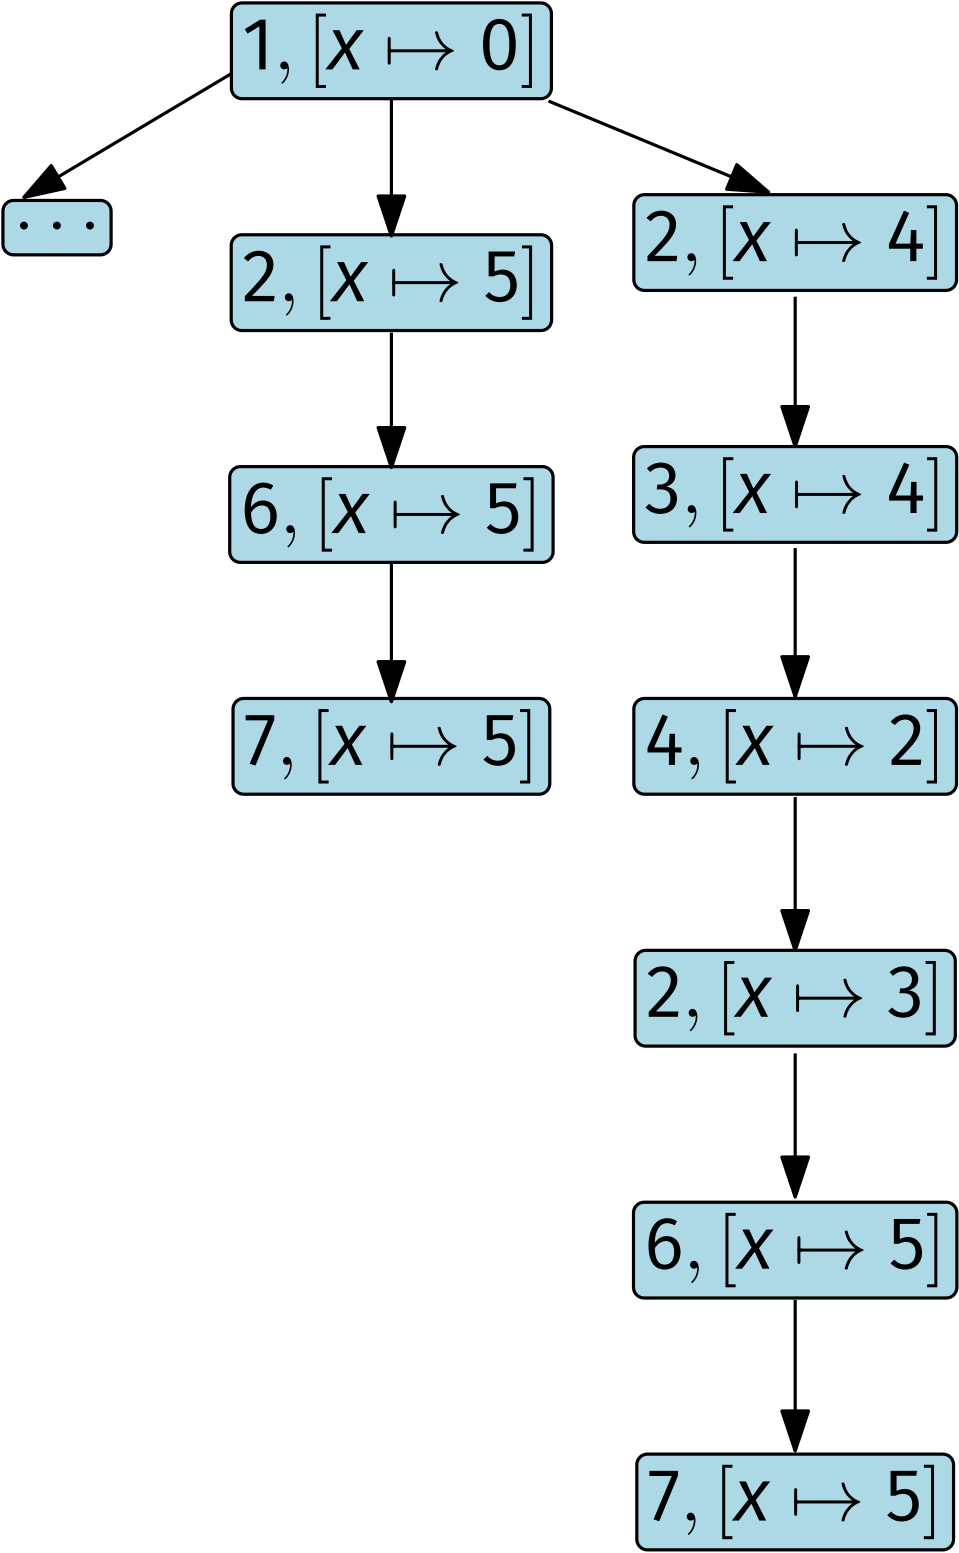 1, [x ↦ 0]
· · ·
2, [x ↦ 5]
6, [x ↦ 5]
7, [x ↦ 5]
2, [x ↦ 4]
3, [x ↦ 4]
4, [x ↦ 2]
2, [x ↦ 3]
6, [x ↦ 5]
7, [x ↦ 5]